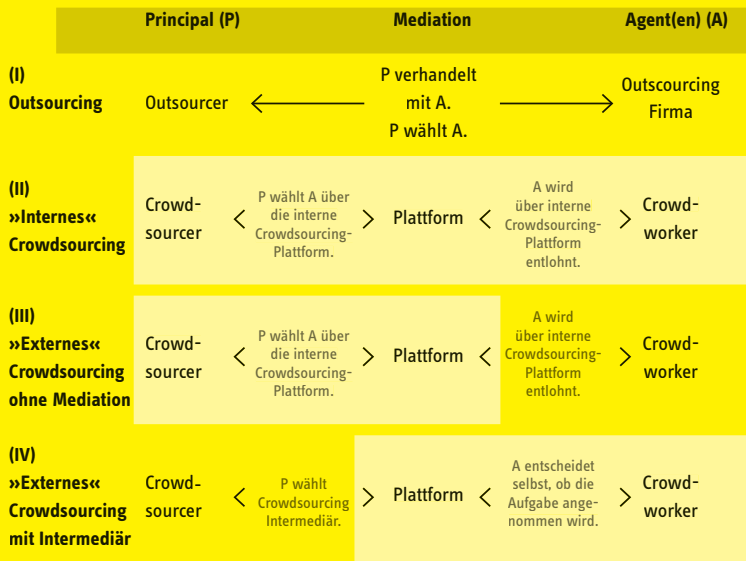 Principal (P) Mediation Agent(en) (A)
(I)
Outsourcing
Outsourcer
P verhandelt
mit A.
P wählt A.
Outscourcing
Firma
(II)
»Internes«
Crowdsourcing
Crowd-
sourcer
P wählt A über
die interne
Crowdsourcing-
Plattform.
Plattform
A wird
über interne
Crowdsourcing-
Plattform
entlohnt.
Crowd-
worker
(III)
»Externes«
Crowdsourcing
ohne Mediation
Crowd-
sourcer
P wählt A über
die interne
Crowdsourcing-
Plattform.
Plattform
A wird
über interne
Crowdsourcing-
Plattform
entlohnt.
Crowd-
worker
(IV)
»Externes«
Crowdsourcing
mit Intermediär
Crowd-
sourcer
P wählt
Crowdsourcing
Intermediär.
Plattform
A entscheidet
selbst, ob die
Aufgabe ange-
nommen wird.
Crowd-
worker